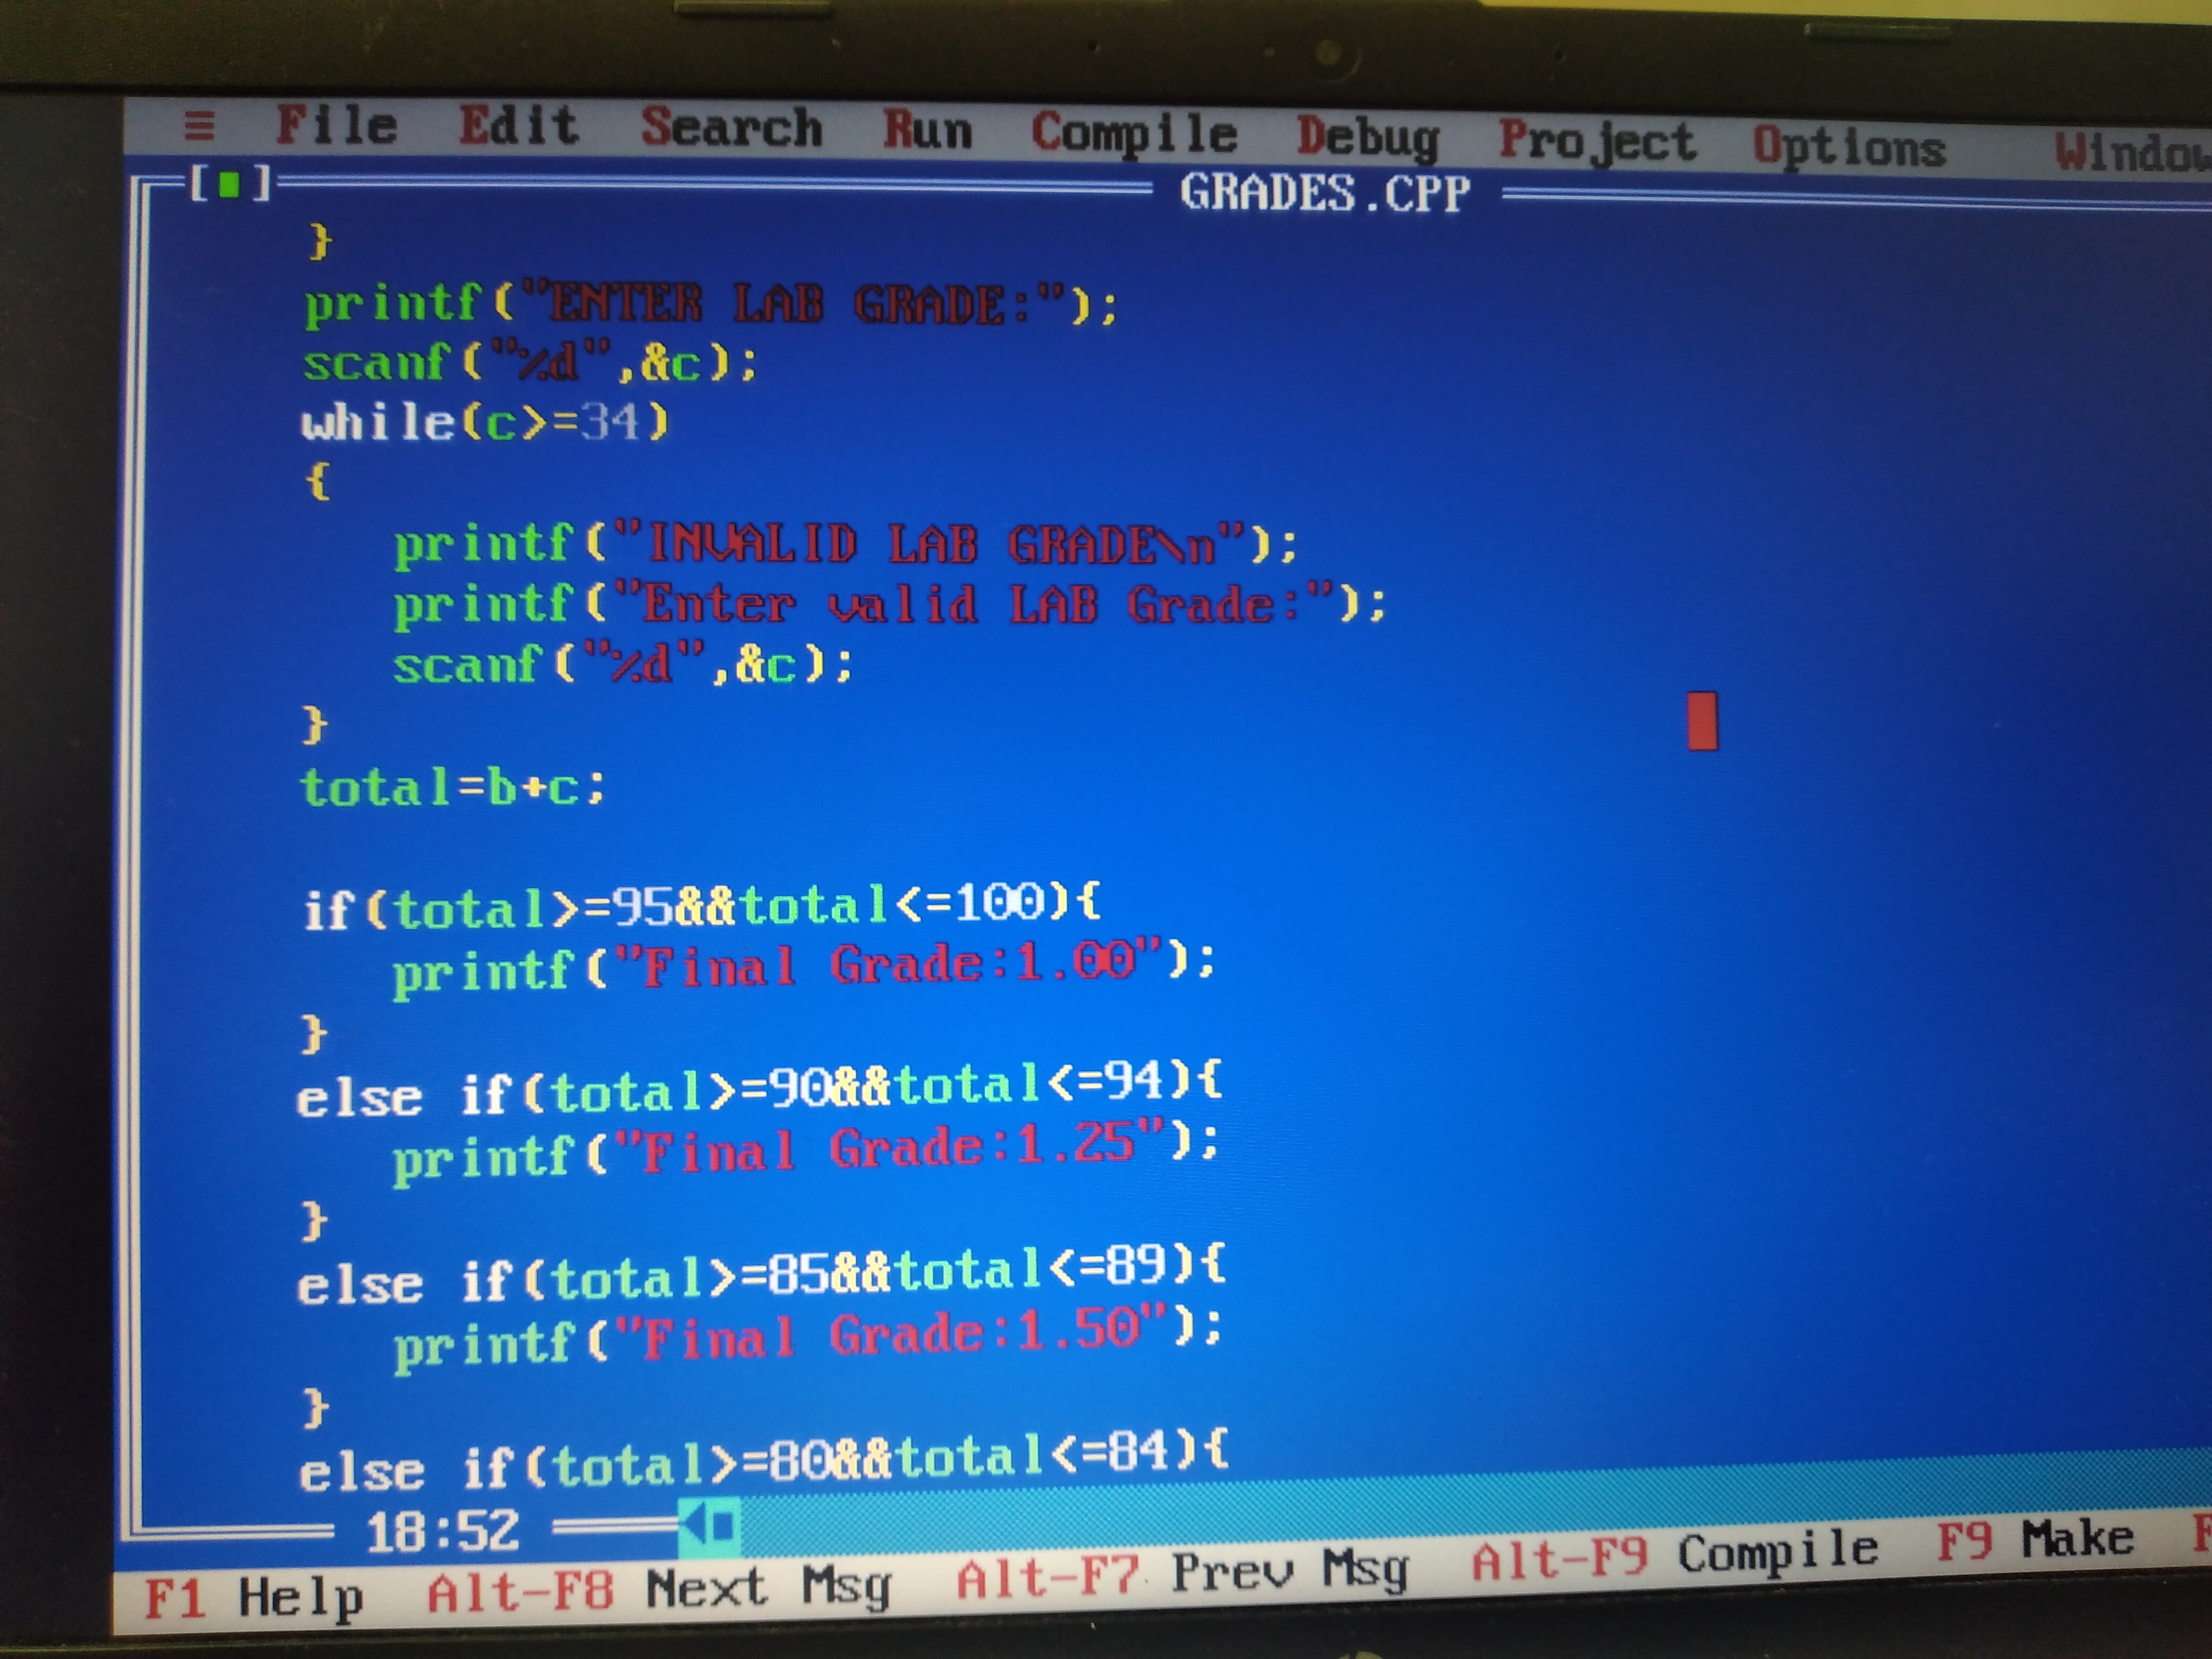 ≡ File Edit Search Run Compile Debug Project Options Window
[■] GRADES.CPP
}
printf("ENTER LAB GRADE:");
scanf("%d",&c);
while(c>=34)
{
printf("INVALID LAB GRADE\n");
printf("Enter valid LAB Grade:");
scanf("%d",&c);
}
total=b+c;
if(total>=95&&total<=100){
printf("Final Grade:1.00");
}
else if(total>=90&&total<=94){
printf("Final Grade:1.25");
}
else if(total>=85&&total<=89){
printf("Final Grade:1.50");
}
else if(total>=80&&total<=84){
18:52
F1 Help Alt-F8 Next Msg Alt-F7 Prev Msg Alt-F9 Compile F9 Make F